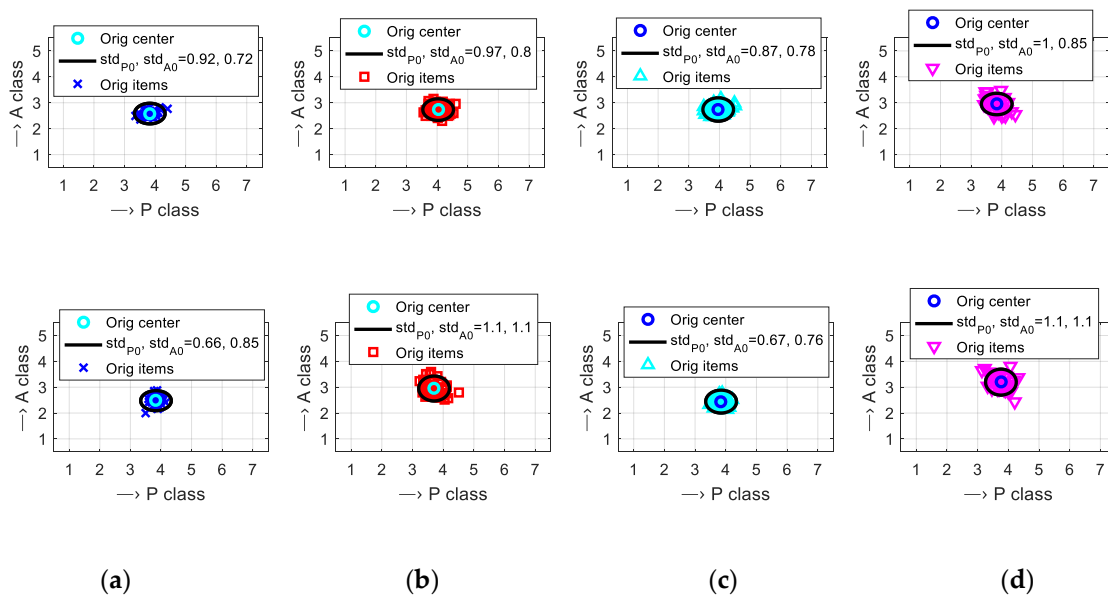 Orig center
std_P0, std_A0=0.92, 0.72
Orig items
5
4
3
2
1
—› A class
1 2 3 4 5 6 7
—› P class
Orig center
std_P0, std_A0=0.97, 0.8
Orig items
5
4
3
2
1
—› A class
1 2 3 4 5 6 7
—› P class
Orig center
std_P0, std_A0=0.87, 0.78
Orig items
5
4
3
2
1
—› A class
1 2 3 4 5 6 7
—› P class
Orig center
std_P0, std_A0=1, 0.85
Orig items
5
4
3
2
1
—› A class
1 2 3 4 5 6 7
—› P class
Orig center
std_P0, std_A0=0.66, 0.85
Orig items
5
4
3
2
1
—› A class
1 2 3 4 5 6 7
—› P class
Orig center
std_P0, std_A0=1.1, 1.1
Orig items
5
4
3
2
1
—› A class
1 2 3 4 5 6 7
—› P class
Orig center
std_P0, std_A0=0.67, 0.76
Orig items
5
4
3
2
1
—› A class
1 2 3 4 5 6 7
—› P class
Orig center
std_P0, std_A0=1.1, 1.1
Orig items
5
4
3
2
1
—› A class
1 2 3 4 5 6 7
—› P class
(a) (b) (c) (d)